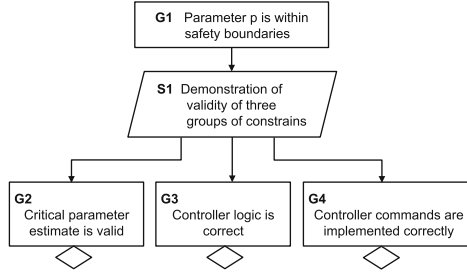 G1 Parameter p is within
safety boundaries
S1 Demonstration of
validity of three
groups of constrains
G2
Critical parameter
estimate is valid
G3
Controller logic is
correct
G4
Controller commands are
implemented correctly